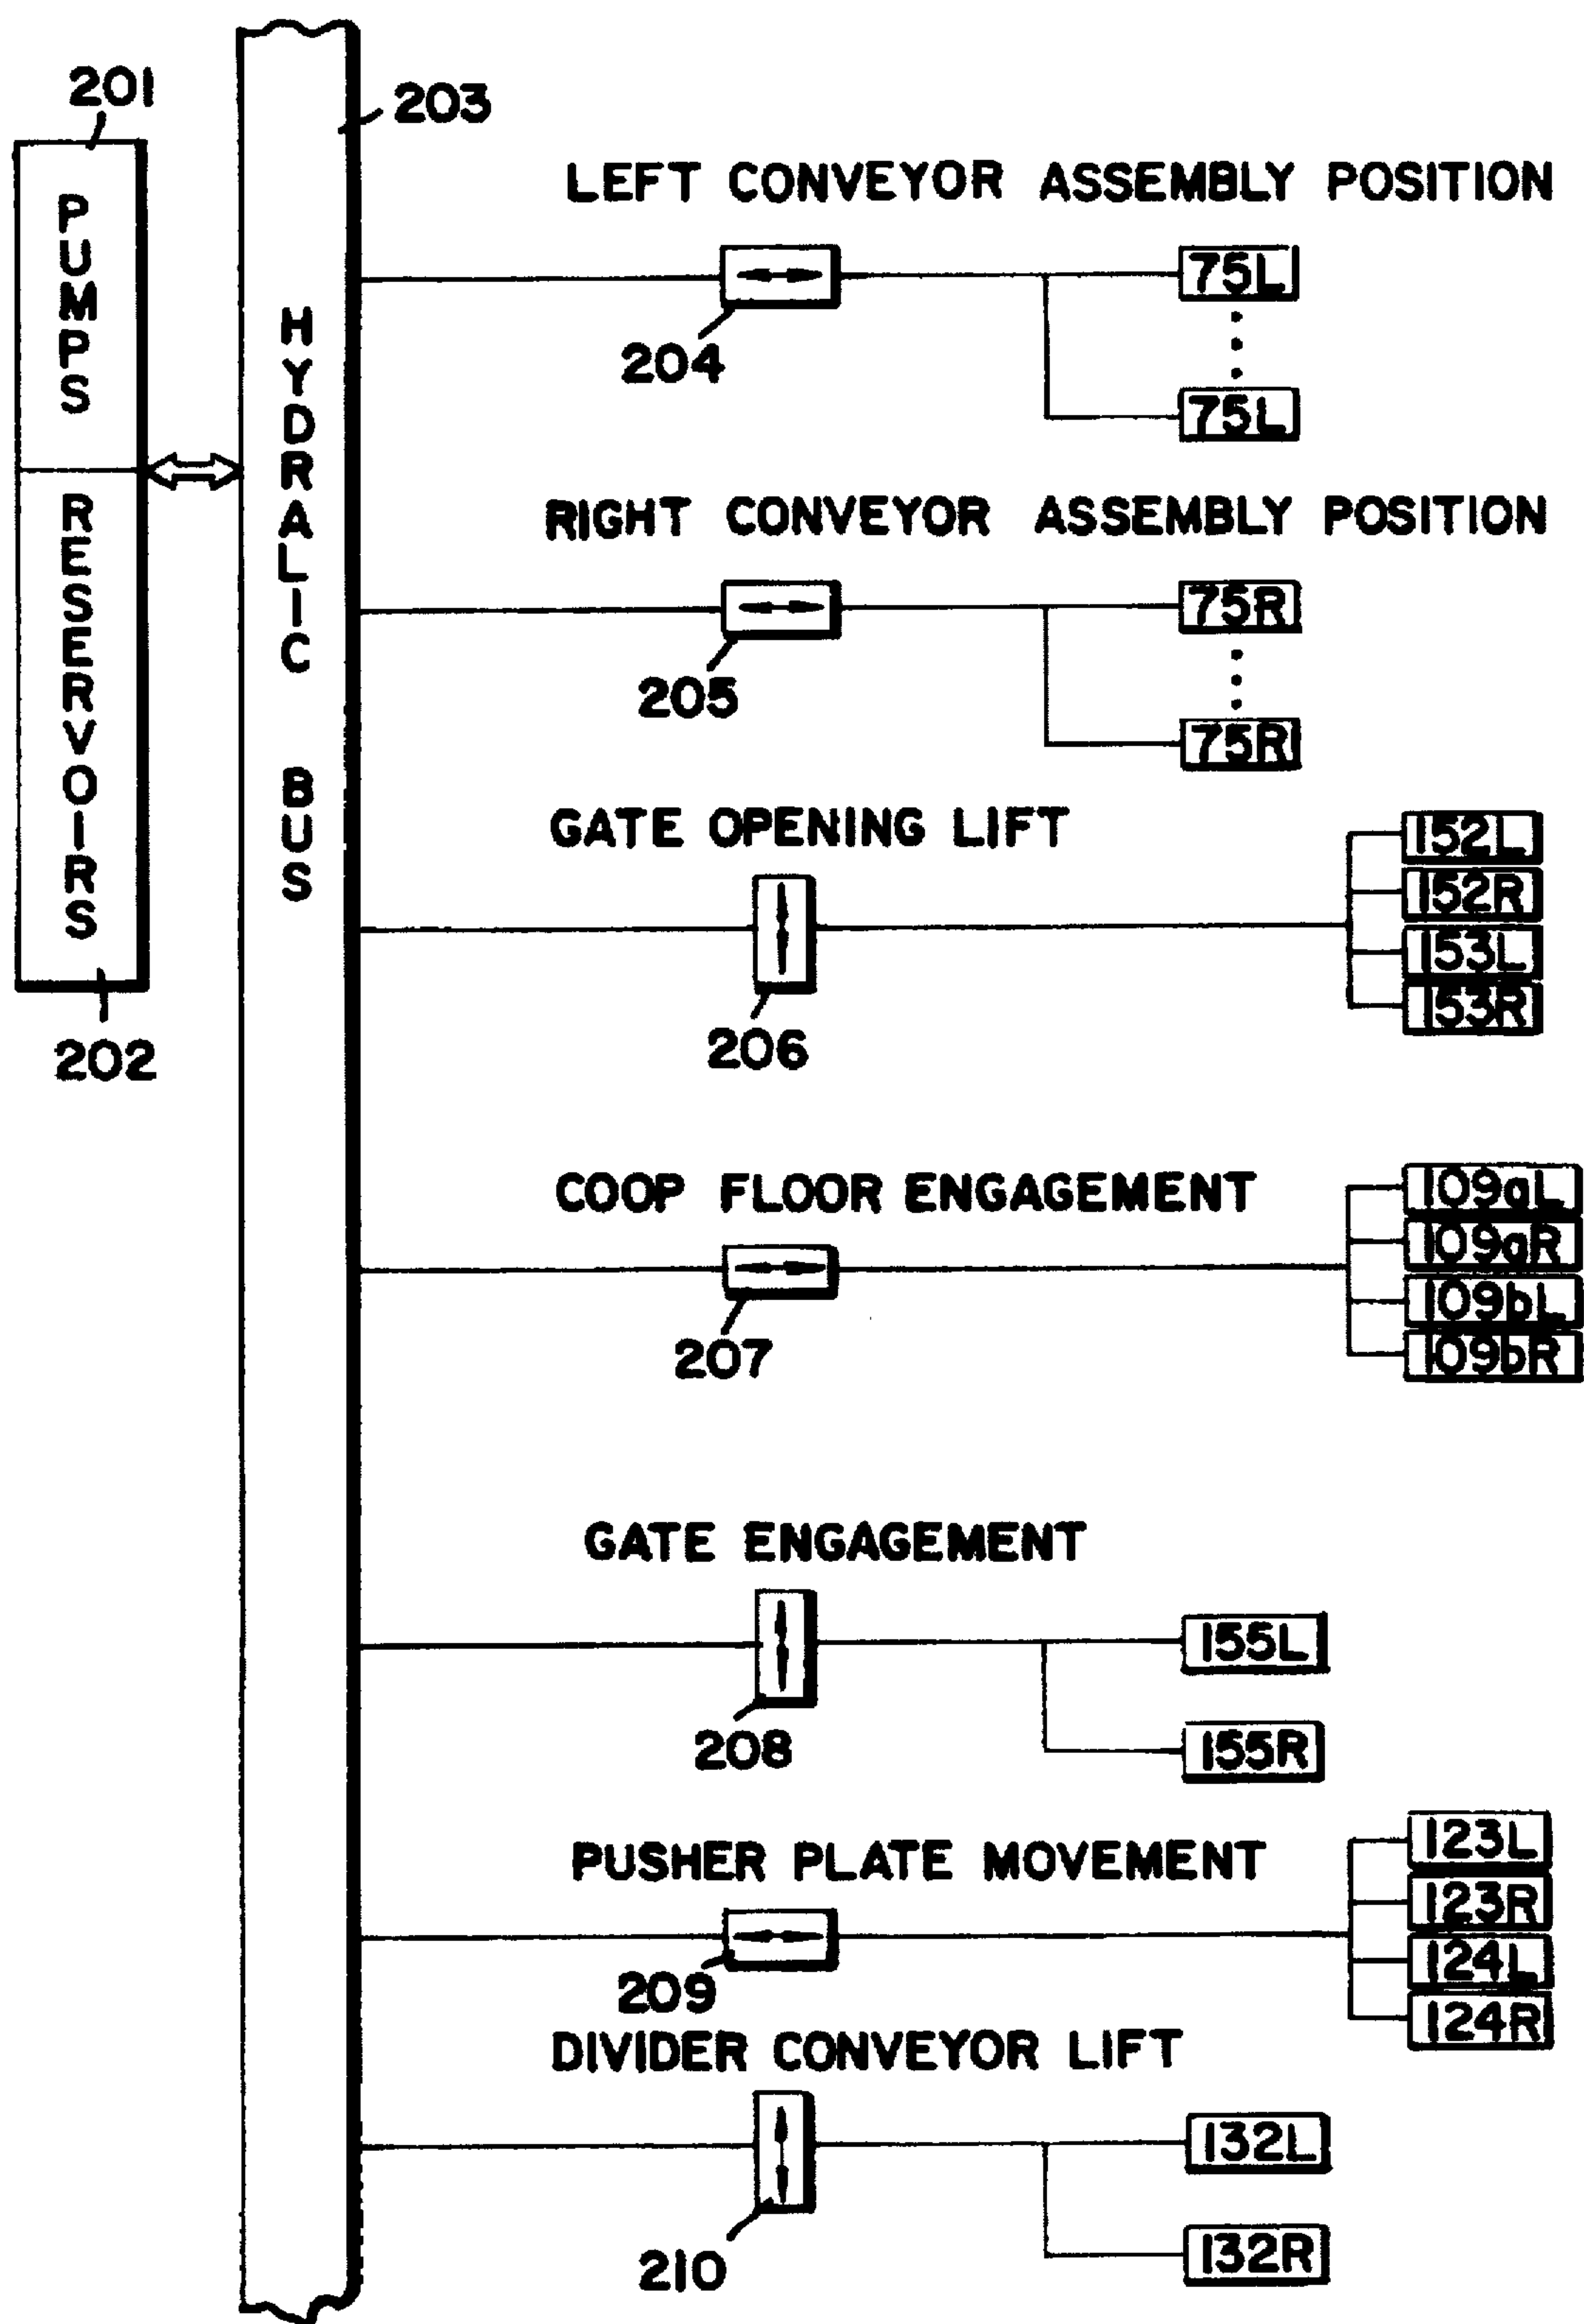 201
203
PUMPS
RESERVOIRS
202
HYDRALIC BUS
LEFT CONVEYOR ASSEMBLY POSITION
204
75L
75L
RIGHT CONVEYOR ASSEMBLY POSITION
205
75R
75R
GATE OPENING LIFT
206
152L
152R
153L
153R
COOP FLOOR ENGAGEMENT
207
109aL
109aR
109bL
109bR
GATE ENGAGEMENT
208
155L
155R
PUSHER PLATE MOVEMENT
209
123L
123R
124L
124R
DIVIDER CONVEYOR LIFT
210
132L
132R